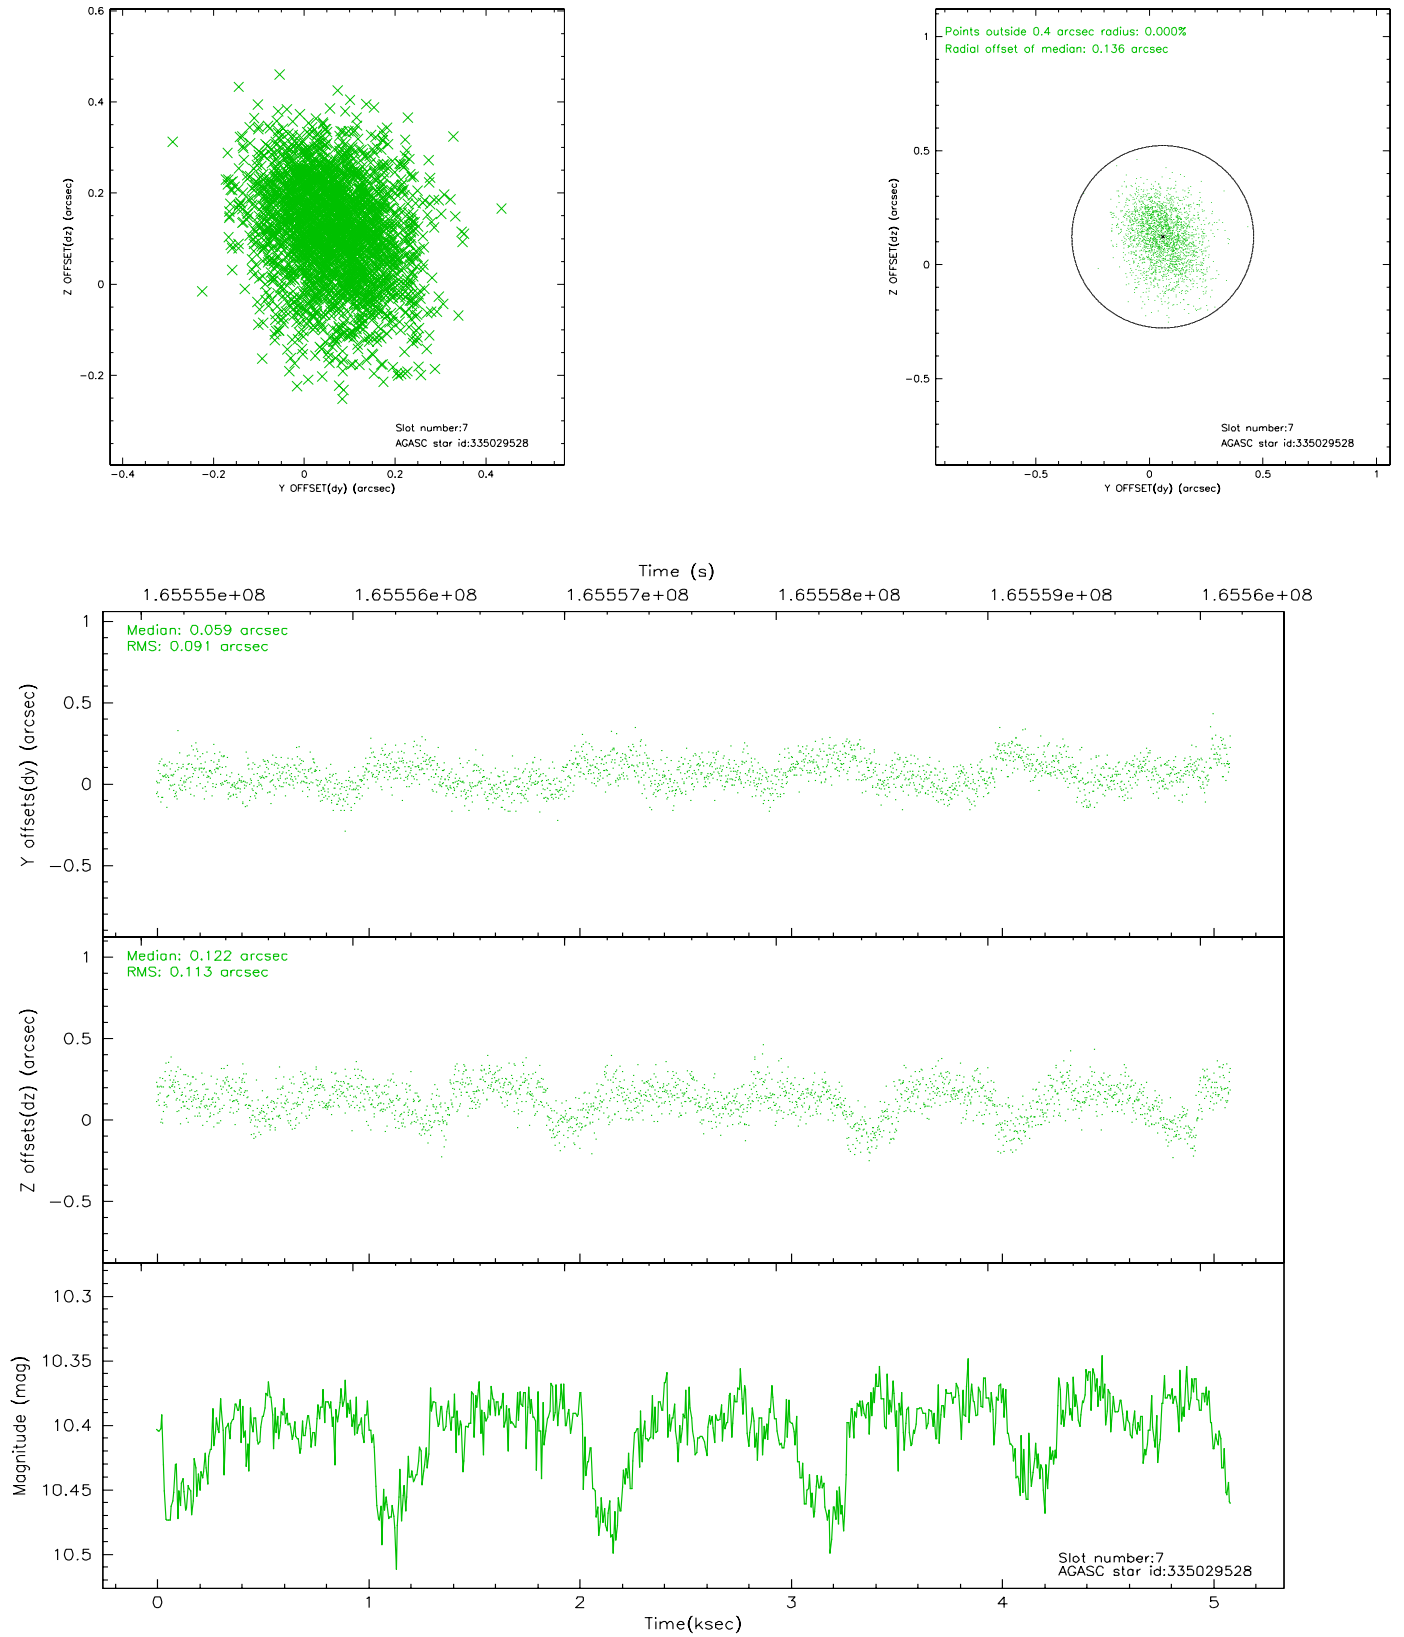 0.6
0.4
0.2
0
−0.2
Z OFFSET(dz) (arcsec)
Slot number:7
AGASC star id:335029528
−0.4 −0.2 0 0.2 0.4
Y OFFSET(dy) (arcsec)
Points outside 0.4 arcsec radius: 0.000%
Radial offset of median: 0.136 arcsec
1
0.5
0
−0.5
Z OFFSET(dz) (arcsec)
Slot number:7
AGASC star id:335029528
−0.5 0 0.5 1
Y OFFSET(dy) (arcsec)
Time (s)
1.65555e+08 1.65556e+08 1.65557e+08 1.65558e+08 1.65559e+08 1.6556e+08
Median: 0.059 arcsec
RMS: 0.091 arcsec
1
0.5
0
−0.5
Y offsets(dy) (arcsec)
Median: 0.122 arcsec
RMS: 0.113 arcsec
1
0.5
0
−0.5
Z offsets(dz) (arcsec)
10.3
10.35
10.4
10.45
10.5
Magnitude (mag)
Slot number:7
AGASC star id:335029528
0 1 2 3 4 5
Time(ksec)